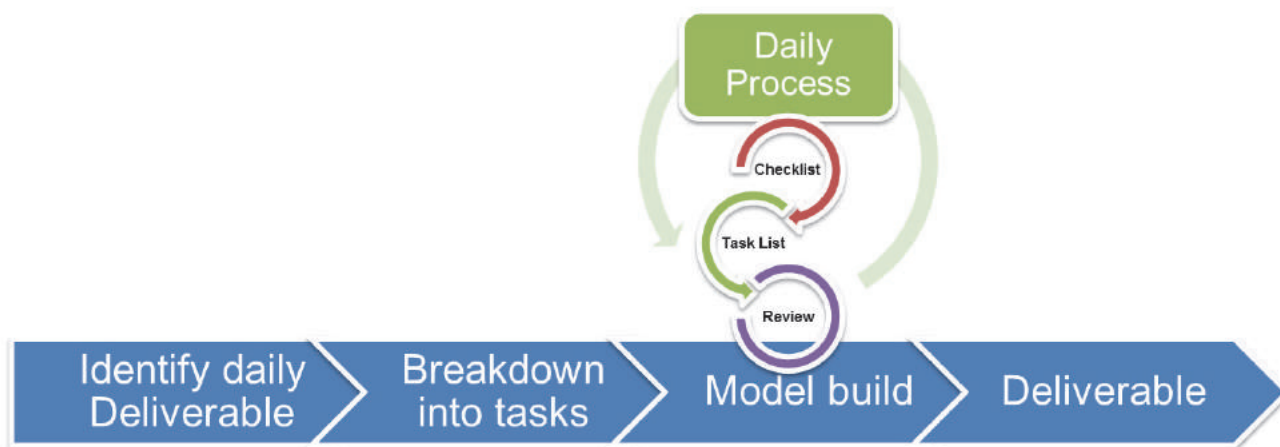 Daily
Process
Checklist
Task List
Review
Identify daily
Deliverable
Breakdown
into tasks
Model build
Deliverable